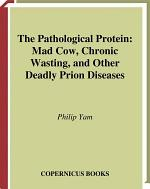 The Pathological Protein:
Mad Cow, Chronic
Wasting, and Other
Deadly Prion Diseases
Philip Yam
COPERNICUS BOOKS